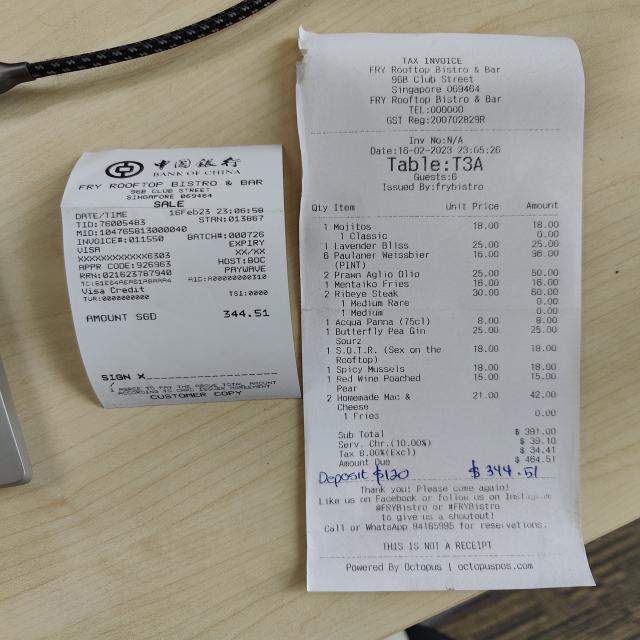 中國銀行
BANK OF CHINA
FRY ROOFTOP BISTRO & BAR
96B CLUB STREET
SINGAPORE 069464
SALE
DATE/TIME 16Feb23 23:06:58
TID:76005483 STAN:013867
MID:104765813000040
INVOICE#:011550 BATCH#:000726
VISA EXPIRY
XXXXXXXXXXXX6303 XX/XX
APPR CODE:926963 HOST:BOC
RRN:021623767940 PAYWAVE
AID:A0000000000310
Visa Credit
TVR:0000000000 TSI:0000
AMOUNT SGD 344.51
SIGN X
I AGREE TO PAY THE ABOVE TOTAL AMOUNT
ACCORDING TO CARD ISSUER AGREEMENT
CUSTOMER COPY
TAX INVOICE
FRY Rooftop Bistro & Bar
96B Club Street
Singapore 069464
FRY Rooftop Bistro & Bar
TEL:000000
GST Reg:200702829R
Inv No:N/A
Date:16-02-2023 23:05:26
Table:T3A
Guests:6
Issued By:frybistro
Qty Item Unit Price Amount
1 Mojitos 18.00 18.00
1 Classic 0.00
1 Lavender Bliss 25.00 25.00
6 Paulaner Weissbier 16.00 96.00
(PINT)
2 Prawn Aglio Olio 25.00 50.00
1 Mentaiko Fries 16.00 16.00
2 Ribeye Steak 30.00 60.00
1 Medium Rare 0.00
1 Medium 0.00
1 Acqua Panna (75cl) 8.00 8.00
1 Butterfly Pea Gin 25.00 25.00
Sourz
1 S.O.T.R. (Sex on the 18.00 18.00
Rooftop)
1 Spicy Mussels 18.00 18.00
1 Red Wine Poached 15.00 15.00
Pear
2 Homemade Mac & 21.00 42.00
Cheese
1 Fries 0.00
Sub Total $ 391.00
Serv. Chr.(10.00%) $ 39.10
Tax 8.00%(Excl) $ 34.41
Amount Due $ 464.51
Deposit $120 $344.51
Thank you! Please come again!
Like us on Facebook or follow us on Instagram
#FRYBistro or #FRYBistro
to give us a shoutout!
Call or WhatsApp 94165995 for reservations.
THIS IS NOT A RECEIPT
Powered By Octopus | octopuspos.com